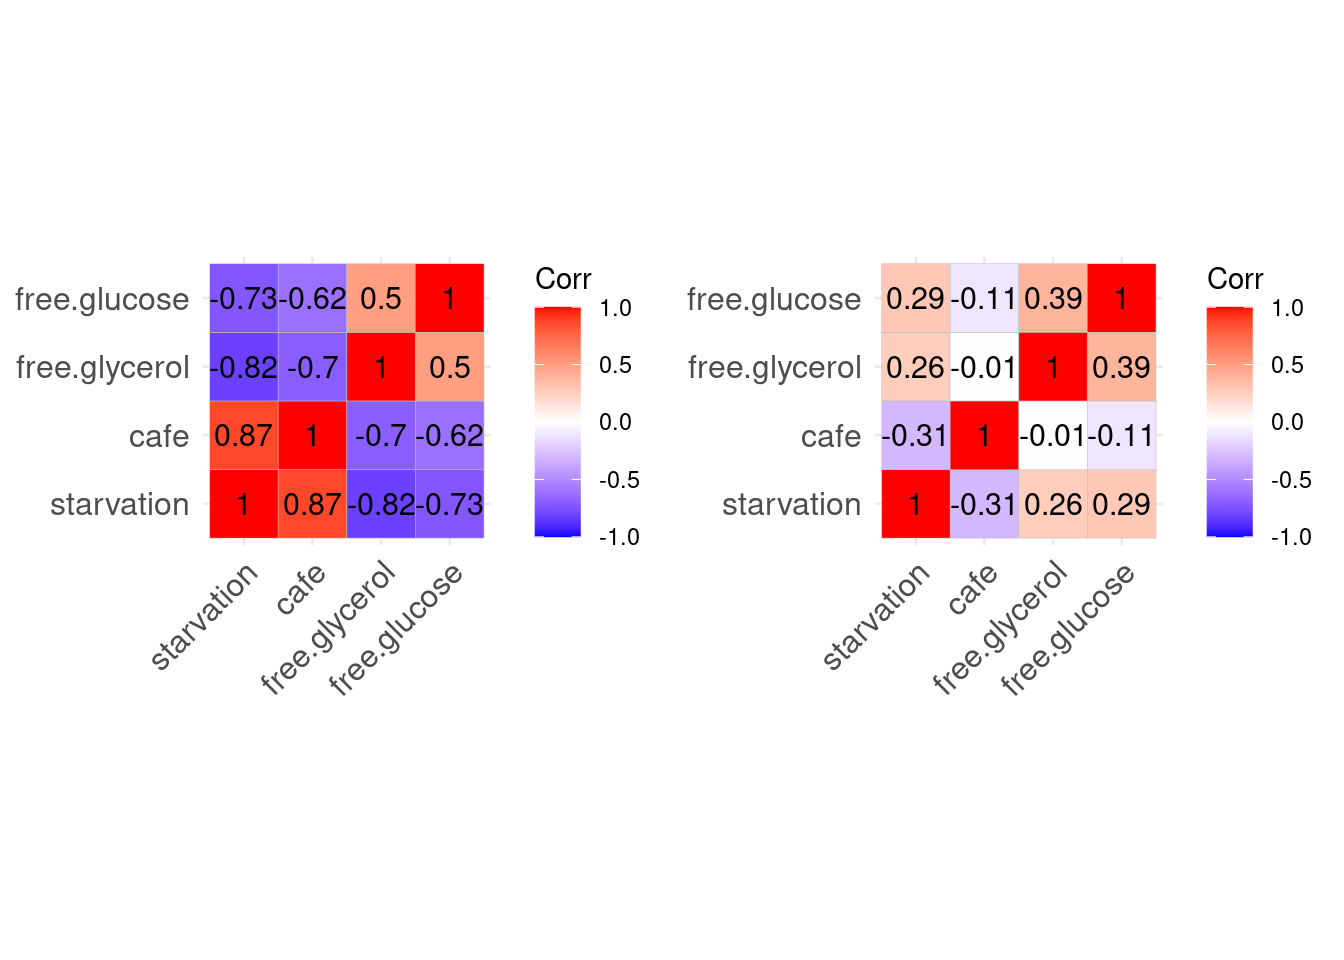 Corr
free.glucose -0.73 -0.62 0.5 1 1.0
free.glycerol -0.82 -0.7 1 0.5 0.5
0.0
cafe 0.87 1 -0.7 -0.62
-0.5
starvation 1 0.87 -0.82 -0.73
-1.0
starvation
cafe
free.glycerol
free.glucose
Corr
free.glucose 0.29 -0.11 0.39 1 1.0
free.glycerol 0.26 -0.01 1 0.39 0.5
0.0
cafe -0.31 1 -0.01 -0.11
-0.5
starvation 1 -0.31 0.26 0.29
-1.0
starvation
cafe
free.glycerol
free.glucose